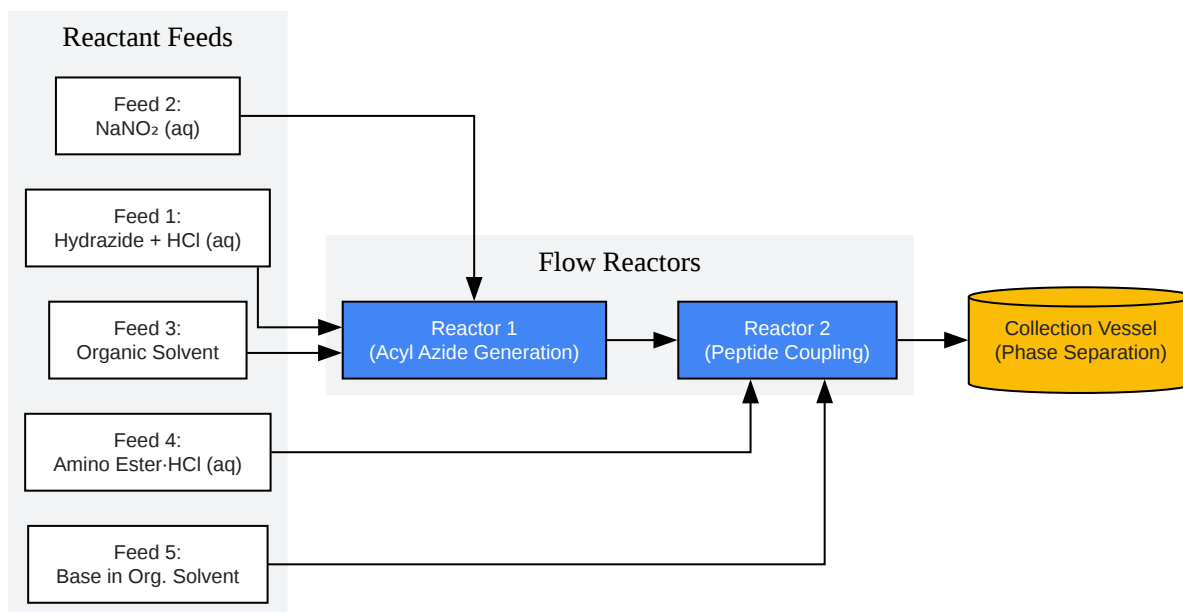 Reactant Feeds
Feed 2:
NaNO₂ (aq)
Feed 1:
Hydrazide + HCl (aq)
Flow Reactors
Feed 3:
Organic Solvent
Reactor 1
(Acyl Azide Generation)
Reactor 2
(Peptide Coupling)
Collection Vessel
(Phase Separation)
Feed 4:
Amino Ester·HCl (aq)
Feed 5:
Base in Org. Solvent